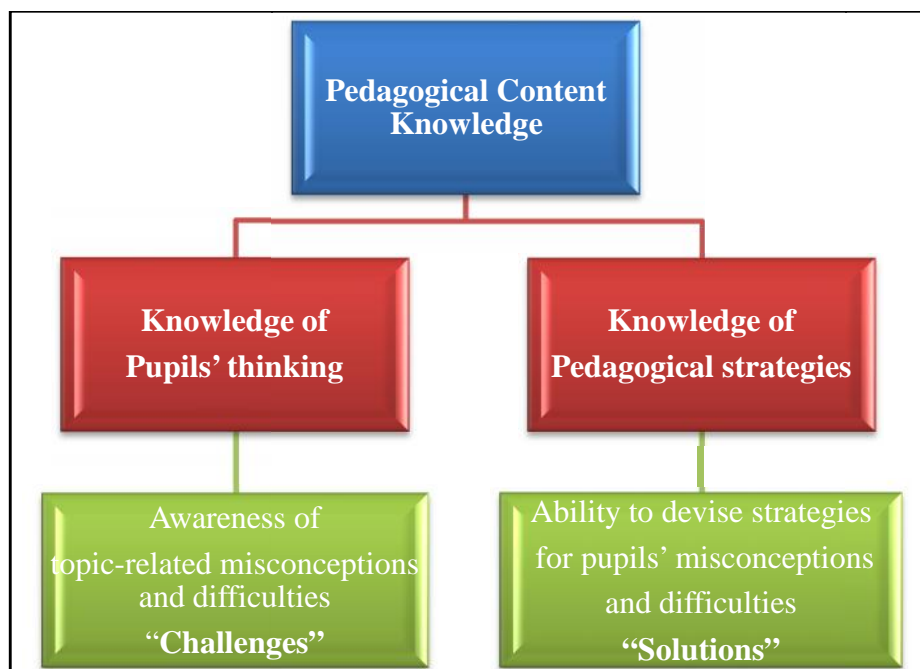 Pedagogical Content
Knowledge
Knowledge of
Pupils’ thinking
Knowledge of
Pedagogical strategies
Awareness of
topic-related misconceptions
and difficulties
“Challenges”
Ability to devise strategies
for pupils’ misconceptions
and difficulties
“Solutions”